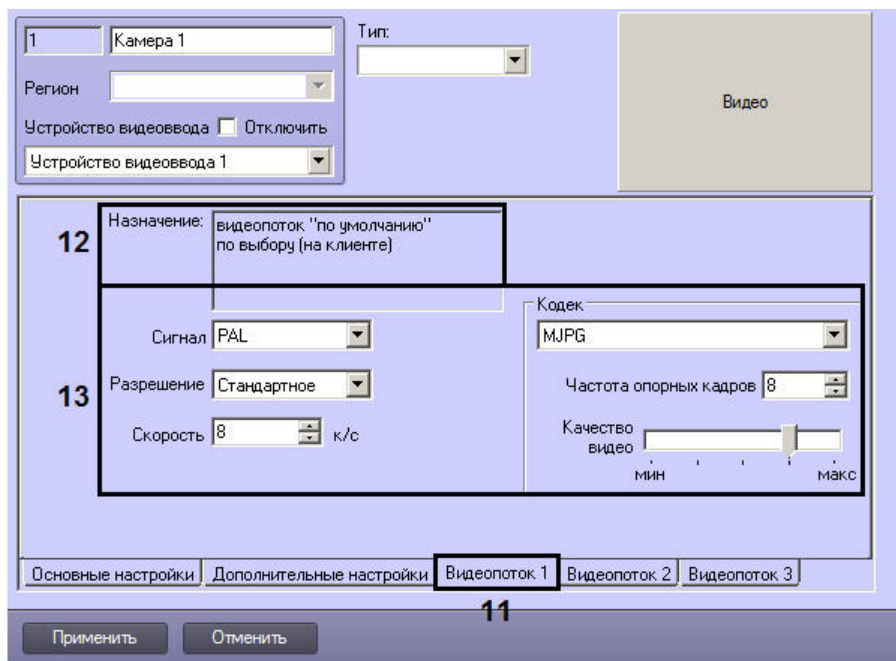 1
Камера 1
Тип:
Регион
Устройство видеоввода Отключить
Устройство видеоввода 1
Видео
12
Назначение:
видеопоток "по умолчанию"
по выбору (на клиенте)
13
Сигнал PAL
Разрешение Стандартное
Скорость 8 к/с
Кодек
MJPG
Частота опорных кадров 8
Качество
видео
мин макс
Основные настройки Дополнительные настройки Видеопоток 1 Видеопоток 2 Видеопоток 3
11
Применить Отменить